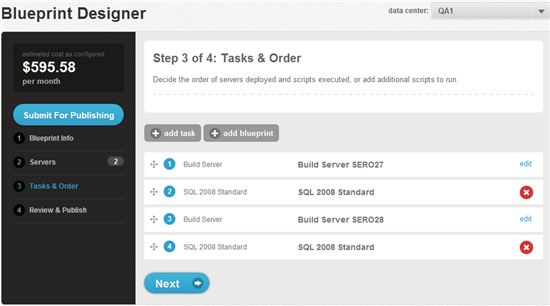 Blueprint Designer
data center: QA1
estimated cost as configured
$595.58
per month
Submit For Publishing
1 Blueprint Info
2 Servers 2
3 Tasks & Order
4 Review & Publish
Step 3 of 4: Tasks & Order
Decide the order of servers deployed and scripts executed, or add additional scripts to run.
add task add blueprint
1 Build Server Build Server SERO27 edit
2 SQL 2008 Standard SQL 2008 Standard
3 Build Server Build Server SERO28 edit
4 SQL 2008 Standard SQL 2008 Standard
Next